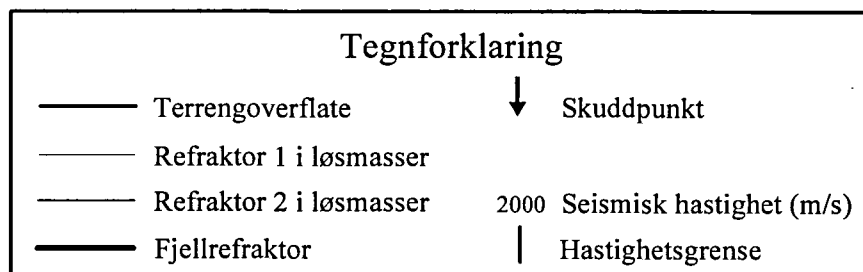 Tegnforklaring
Terrengoverflate
Skuddpunkt
Refraktor 1 i løsmasser
Refraktor 2 i løsmasser
2000 Seismisk hastighet (m/s)
Fjellrefraktor
Hastighetsgrense